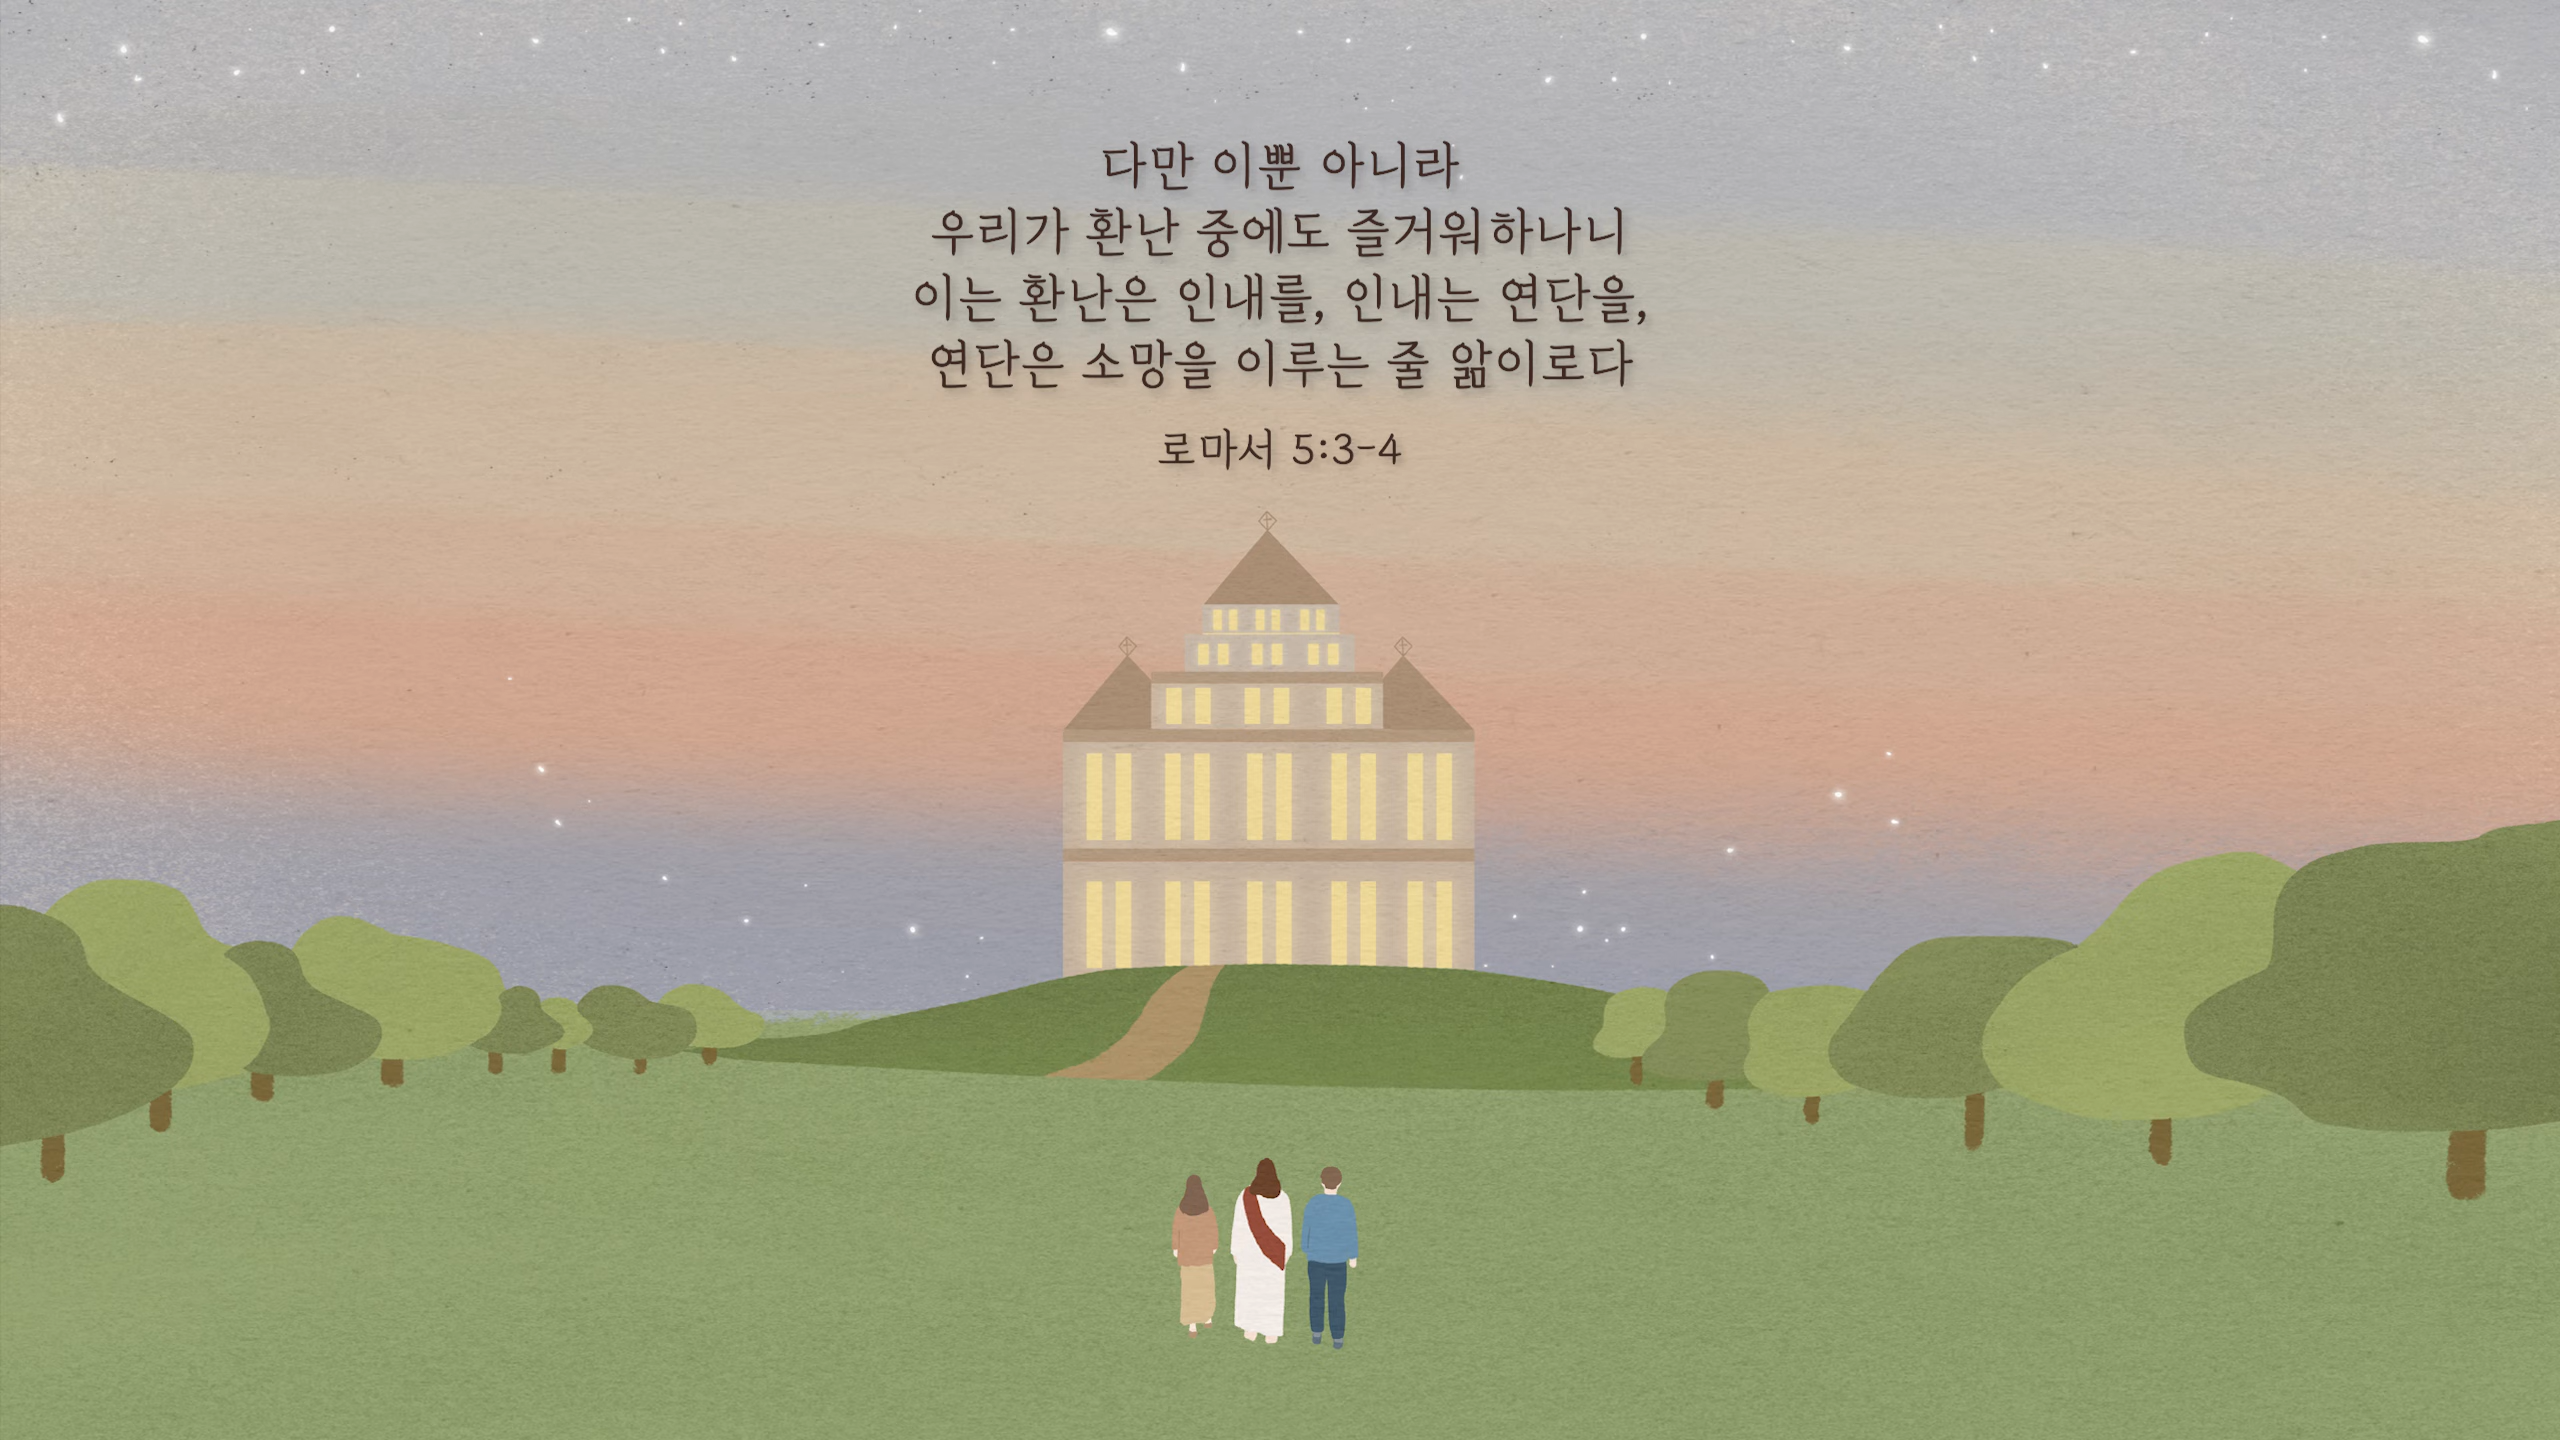 다만 이뿐 아니라
우리가 환난 중에도 즐거워하나니
이는 환난은 인내를, 인내는 연단을,
연단은 소망을 이루는 줄 앎이로다
로마서 5:3-4